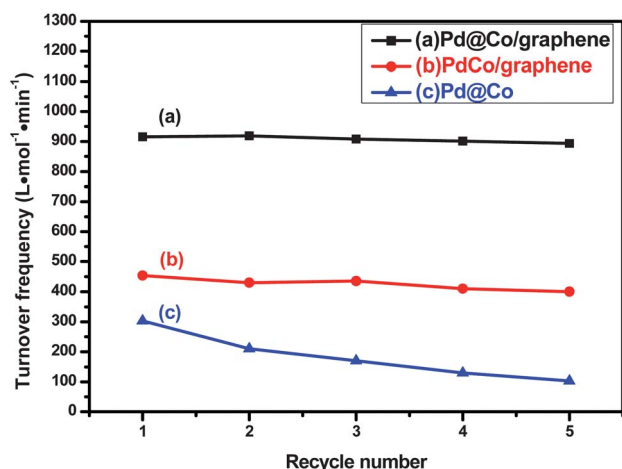 1300
1200
1100
1000
900
800
700
600
500
400
300
200
100
0
Turnover frequency (L•mol⁻¹•min⁻¹)
(a)Pd@Co/graphene
(b)PdCo/graphene
(c)Pd@Co
(a)
(b)
(c)
1 2 3 4 5
Recycle number